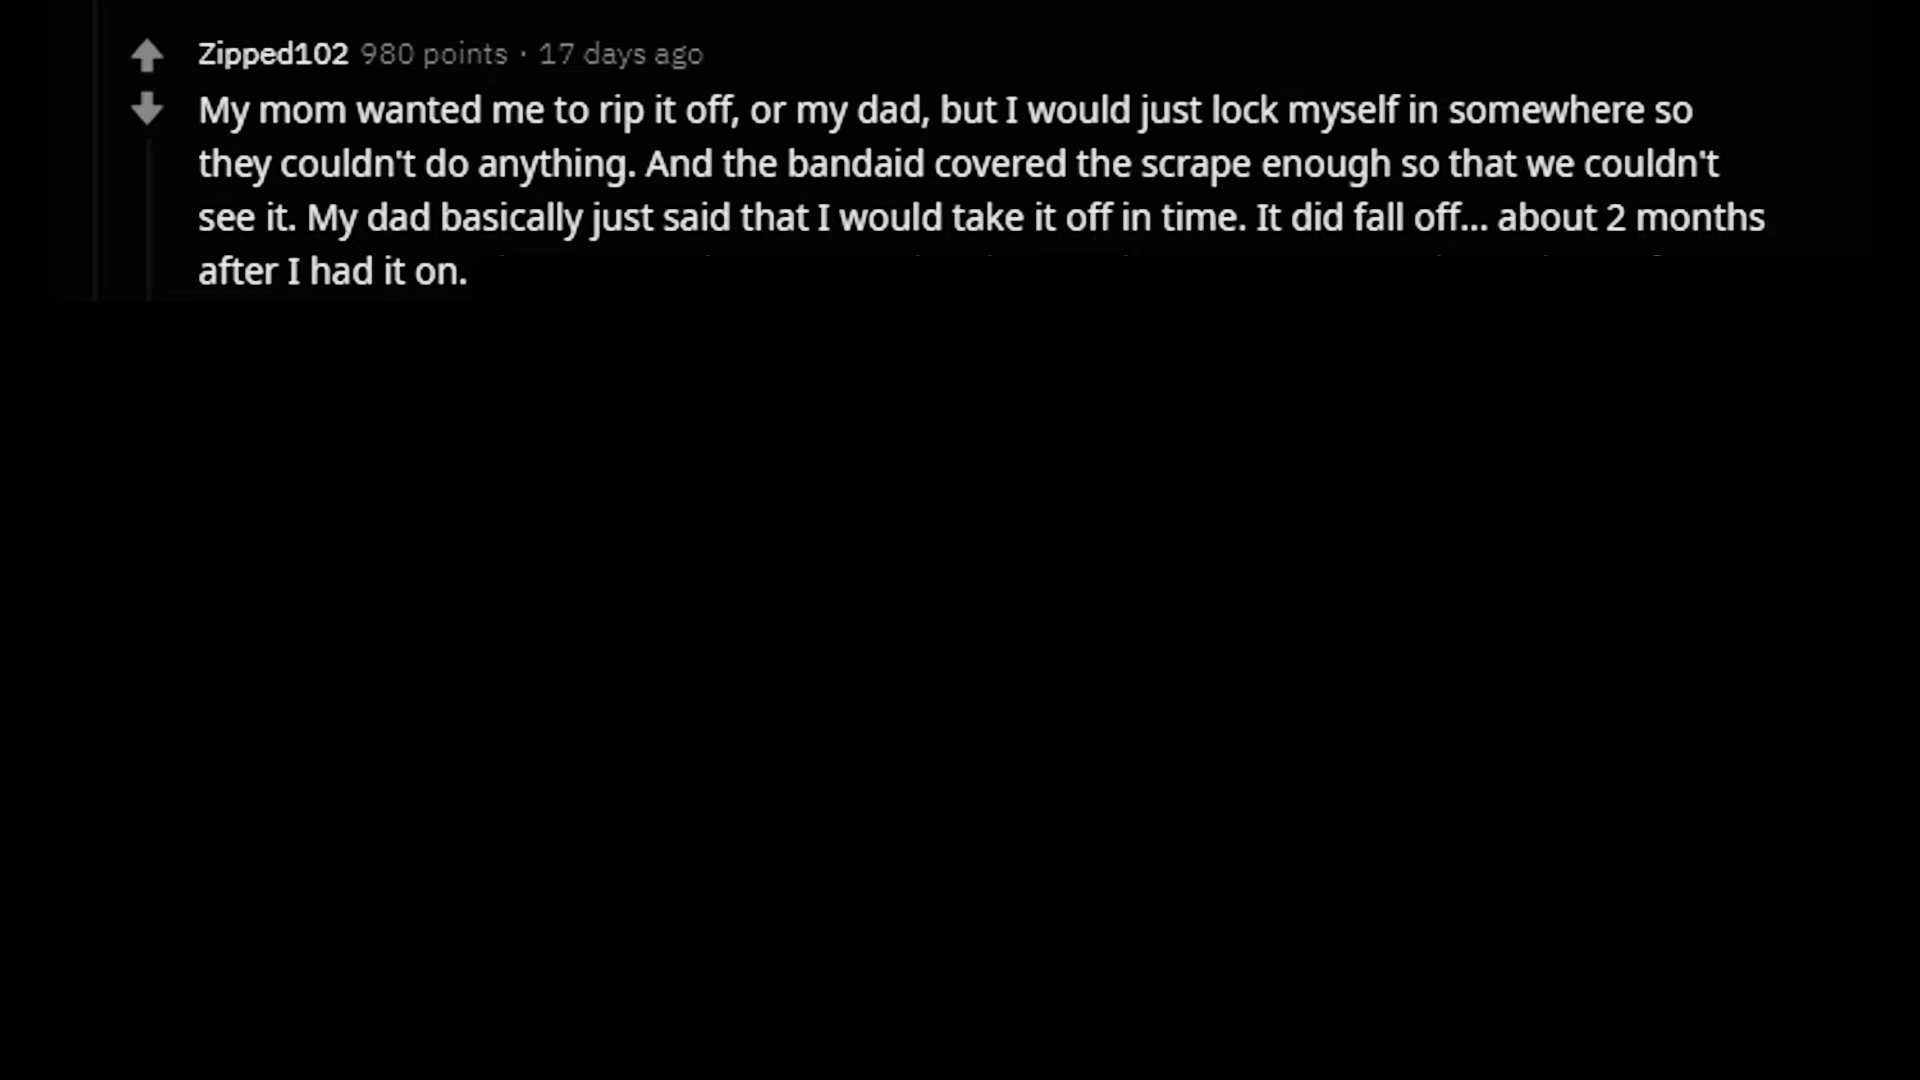 Zipped102 980 points · 17 days ago
My mom wanted me to rip it off, or my dad, but I would just lock myself in somewhere so
they couldn't do anything. And the bandaid covered the scrape enough so that we couldn't
see it. My dad basically just said that I would take it off in time. It did fall off... about 2 months
after I had it on.